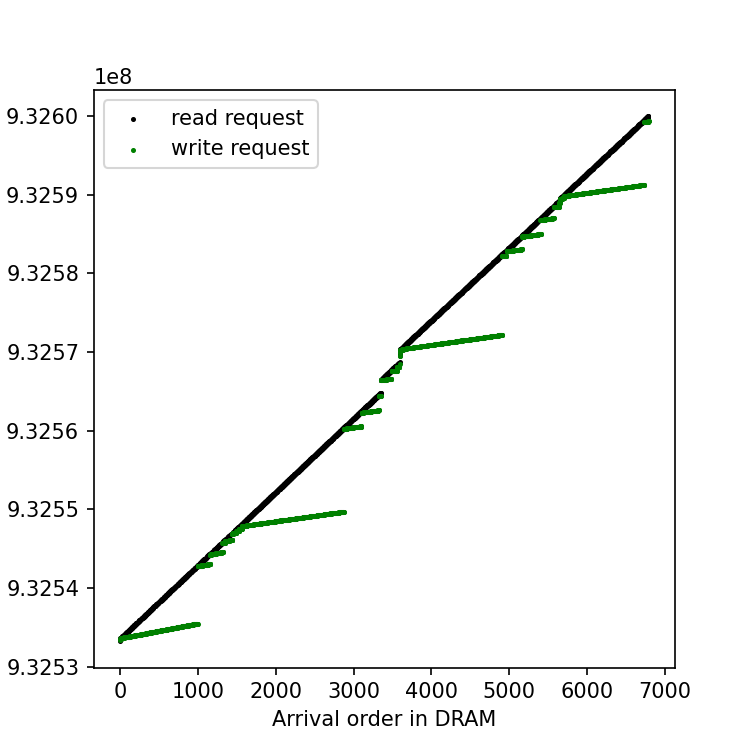 1e8
read request
write request
9.3260
9.3259
9.3258
9.3257
9.3256
9.3255
9.3254
9.3253
0 1000 2000 3000 4000 5000 6000 7000
Arrival order in DRAM